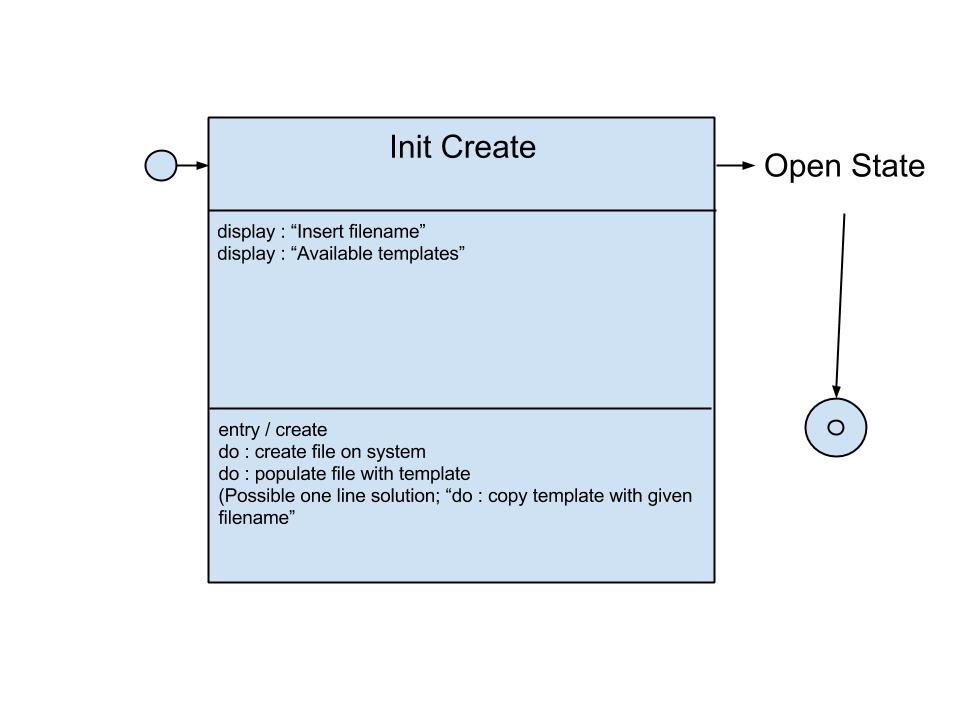 Init Create
Open State
display : “Insert filename”
display : “Available templates”
entry / create
do : create file on system
do : populate file with template
(Possible one line solution; “do : copy template with given
filename”